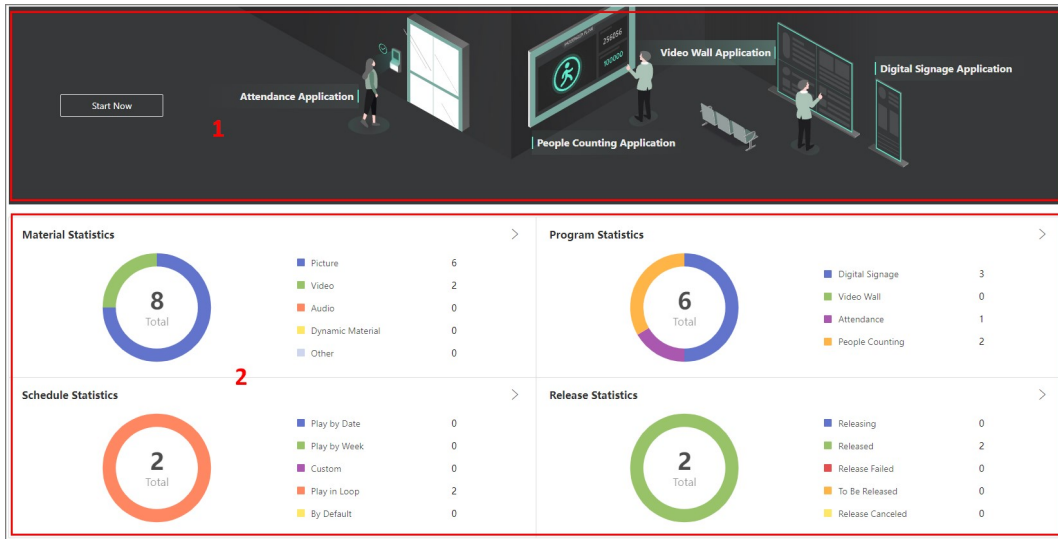 Start Now
Attendance Application
1
PASSENGER FLOW
256056
100000
Video Wall Application
Digital Signage Application
People Counting Application
Material Statistics
8
Total
Picture 6
Video 2
Audio 0
Dynamic Material 0
Other 0
Program Statistics
6
Total
Digital Signage 3
Video Wall 0
Attendance 1
People Counting 2
2
Schedule Statistics
2
Total
Play by Date 0
Play by Week 0
Custom 0
Play in Loop 2
By Default 0
Release Statistics
2
Total
Releasing 0
Released 2
Release Failed 0
To Be Released 0
Release Canceled 0